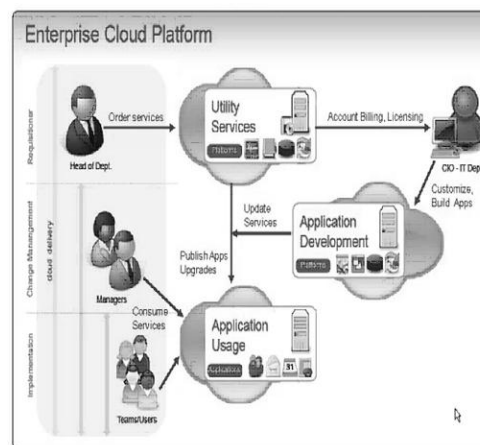 Enterprise Cloud Platform
Requisitioner
Head of Dept.
Order services
Utility
Services
Platforms
Account Billing, Licensing
CIO - IT Dep
Customize,
Build Apps
Update
Services
Application
Development
Platforms
Change Management
cloud delivery
Managers
Publish Apps
Upgrades
Consume
Services
Application
Usage
Applications
31
Implementation
Teams/Users